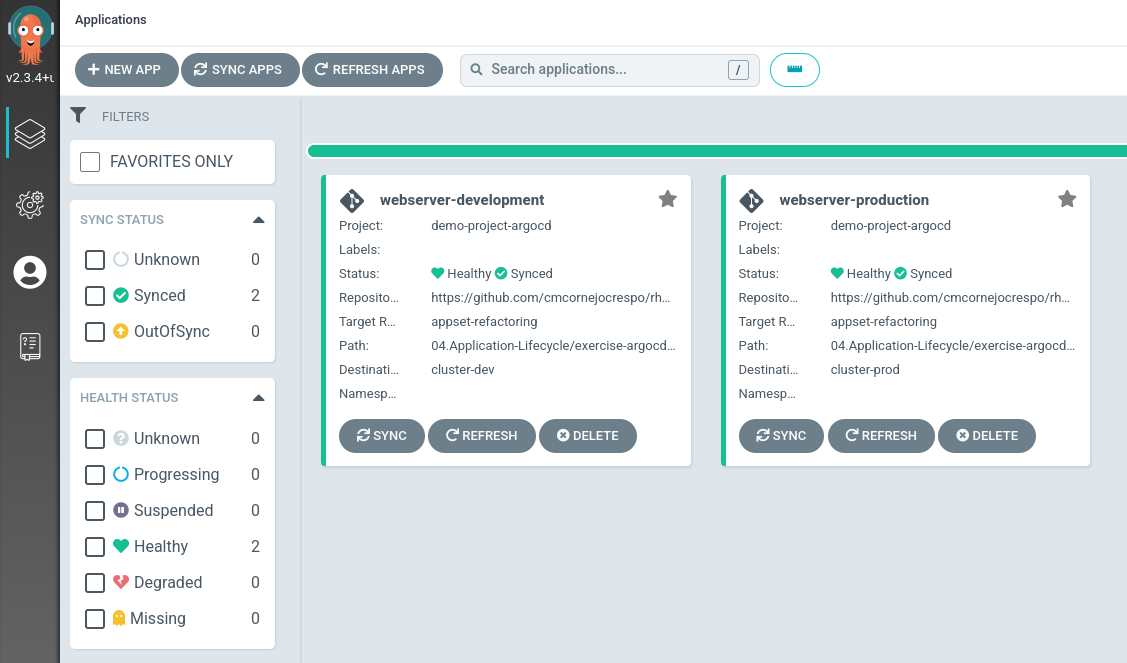 Applications
v2.3.4+u
NEW APP
SYNC APPS
REFRESH APPS
Search applications...
/
FILTERS
FAVORITES ONLY
SYNC STATUS
Unknown 0
Synced 2
OutOfSync 0
HEALTH STATUS
Unknown 0
Progressing 0
Suspended 0
Healthy 2
Degraded 0
Missing 0
webserver-development
Project: demo-project-argocd
Labels:
Status: Healthy Synced
Reposito... https://github.com/cmcornejocrespo/rh...
Target R... appset-refactoring
Path: 04.Application-Lifecycle/exercise-argocd...
Destinati... cluster-dev
Namesp...
SYNC REFRESH DELETE
webserver-production
Project: demo-project-argocd
Labels:
Status: Healthy Synced
Reposito... https://github.com/cmcornejocrespo/rh...
Target R... appset-refactoring
Path: 04.Application-Lifecycle/exercise-argocd...
Destinati... cluster-prod
Namesp...
SYNC REFRESH DELETE